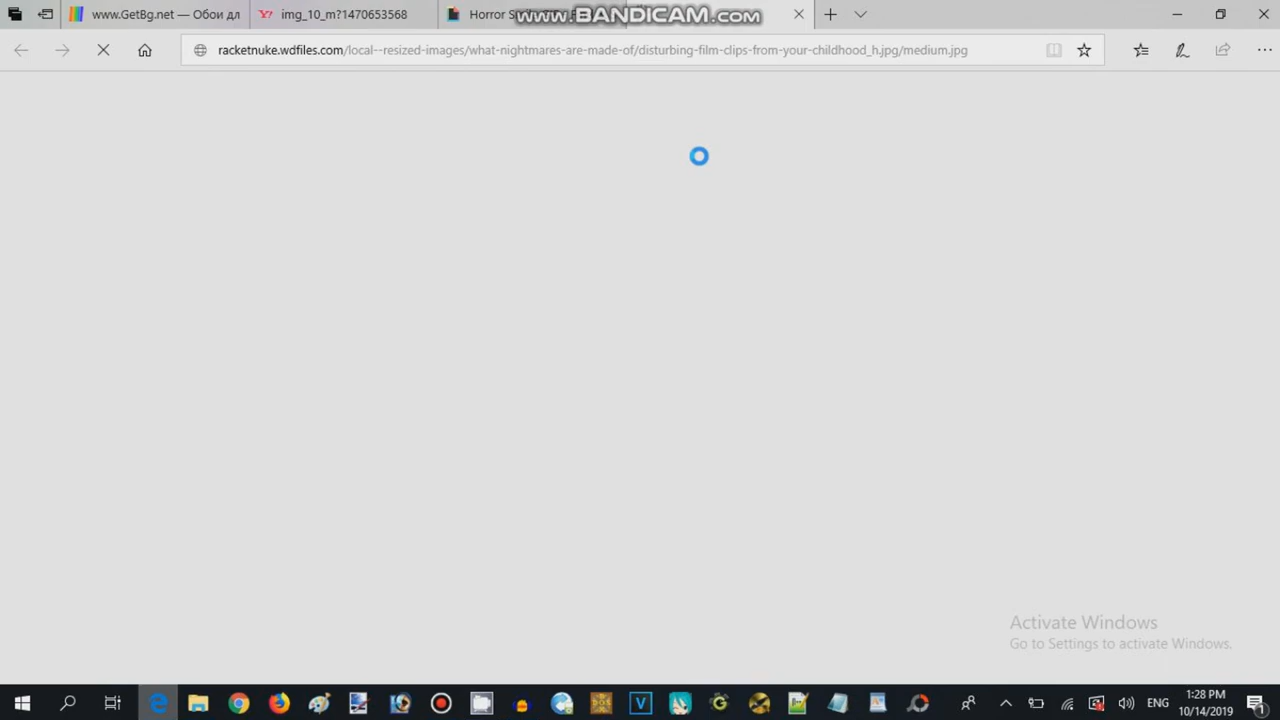 www.GetBg.net — Обои дл
img_10_m?1470653568
Horror S
www.BANDICAM.com
racketnuke.wdfiles.com/local--resized-images/what-nightmares-are-made-of/disturbing-film-clips-from-your-childhood_h.jpg/medium.jpg
Activate Windows
Go to Settings to activate Windows.
ENG
1:28 PM
10/14/2019